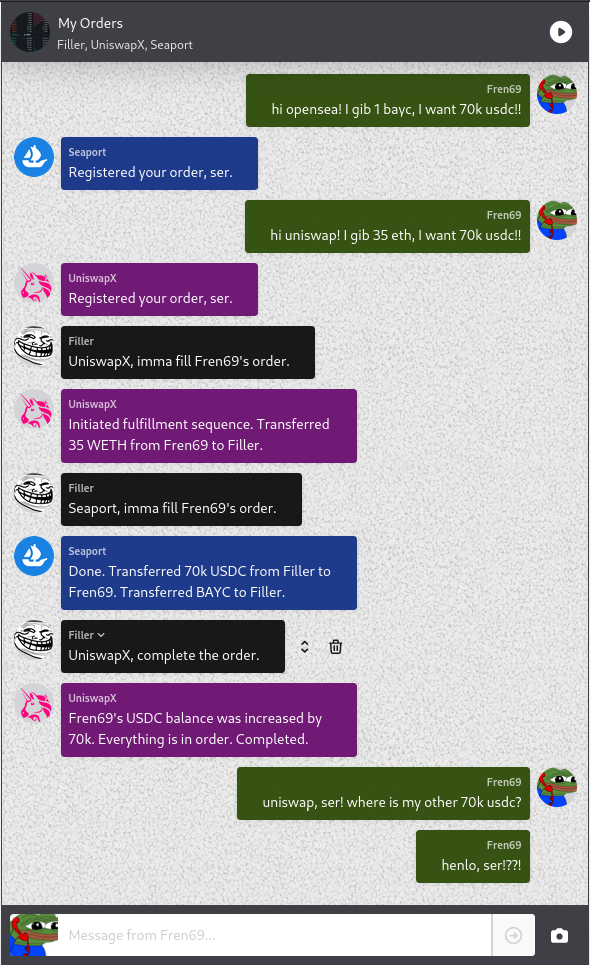 My Orders
Filler, UniswapX, Seaport
Fren69
hi opensea! I gib 1 bayc, I want 70k usdc!!
Seaport
Registered your order, ser.
Fren69
hi uniswap! I gib 35 eth, I want 70k usdc!!
UniswapX
Registered your order, ser.
Filler
UniswapX, imma fill Fren69's order.
UniswapX
Initiated fulfillment sequence. Transferred
35 WETH from Fren69 to Filler.
Filler
Seaport, imma fill Fren69's order.
Seaport
Done. Transferred 70k USDC from Filler to
Fren69. Transferred BAYC to Filler.
Filler
UniswapX, complete the order.
UniswapX
Fren69's USDC balance was increased by
70k. Everything is in order. Completed.
Fren69
uniswap, ser! where is my other 70k usdc?
Fren69
henlo, ser!??!
Message from Fren69...